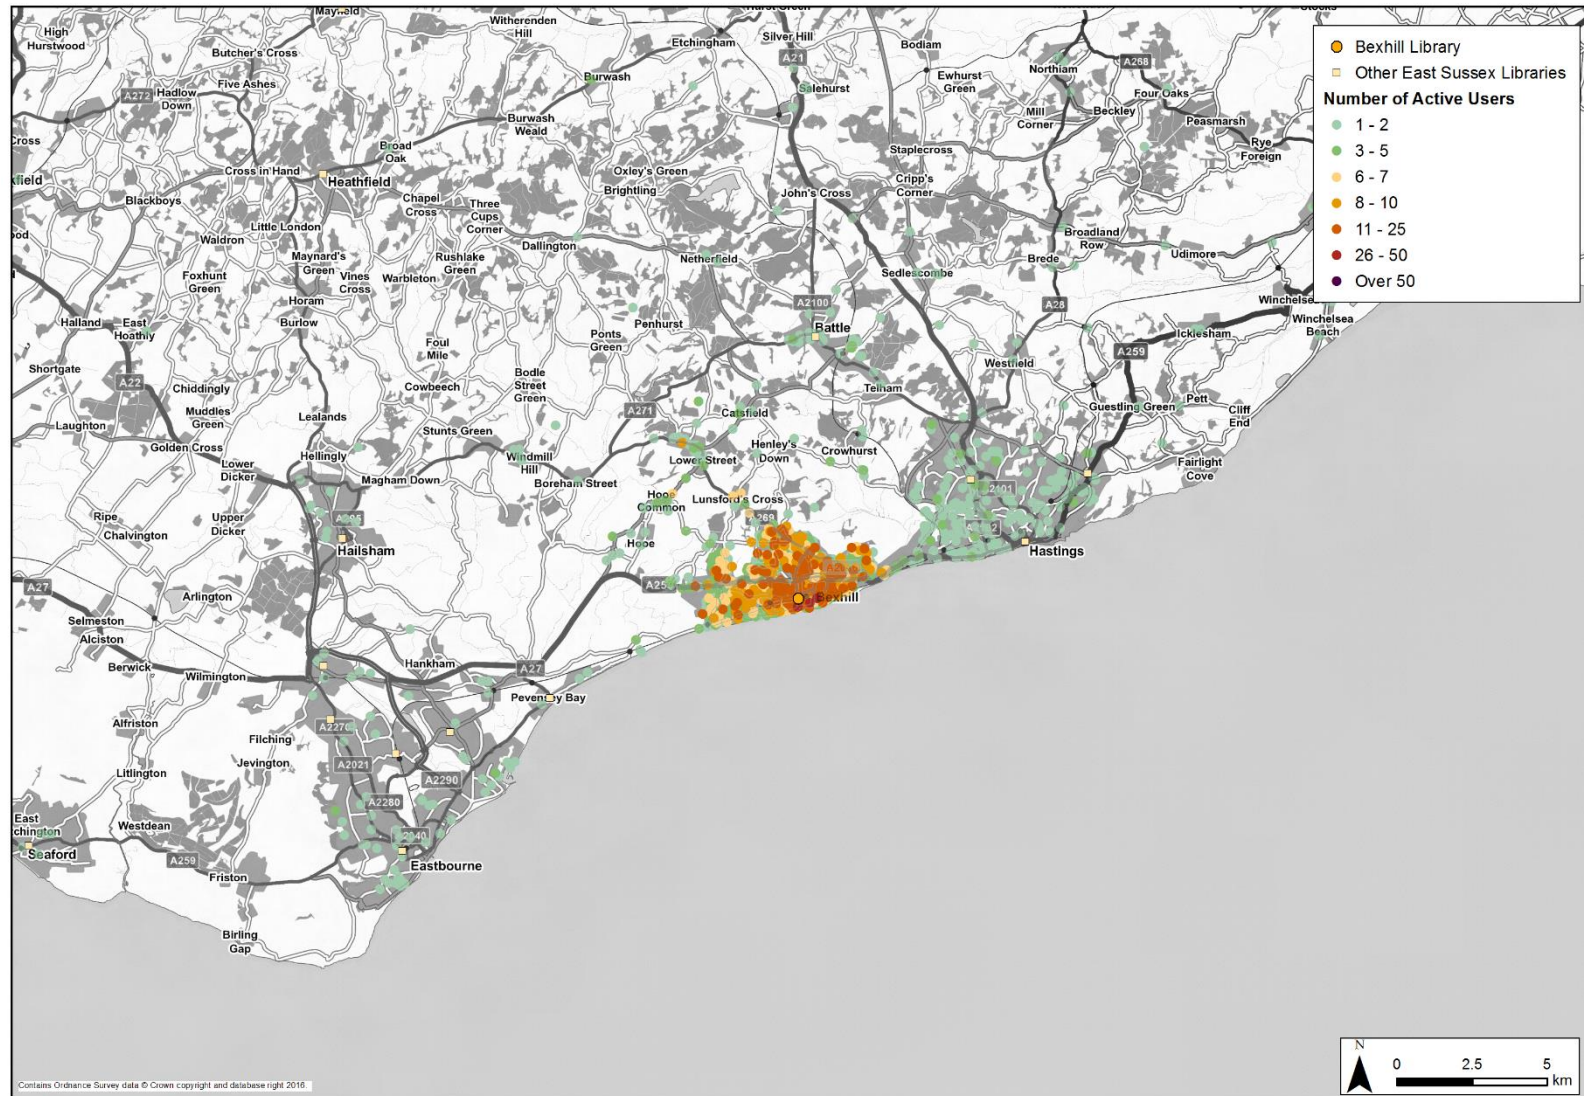 Mayfield
Witherenden
Hill
Silver Hill
High
Hurstwood
Butcher's Cross
Etchingham
Bodiam
A21
Five Ashes
Burwash
Northiam
A268
A272
Hadlow
Down
Salehurst
Ewhurst
Green
Four Oaks
Burwash
Weald
Mill
Corner
Beckley
Peasmarsh
Cross
Broad
Oak
Staplecross
Rye
Foreign
Cross in Hand
Heathfield
Oxley's Green
Brightling
Cripp's
Corner
John's Cross
Blackboys
Chapel
Cross
Three
Cups
Corner
Little London
Waldron
Dallington
Broadland
Row
Maynard's
Green
Vines
Cross
Rushlake
Green
Warbleton
Netherfield
Sedlescombe
Brede
Udimore
Foxhunt
Green
Horam
A2100
A28
Winchelsea
Halland
East
Hoathly
Burlow
Penhurst
Battle
Winchelsea
Beach
Icklesham
Ponts
Green
Foul
Mile
A259
Westfield
Shortgate
A22
Chiddingly
Cowbeech
Bodle
Street
Green
Telham
Muddles
Green
Lealands
A271
Catsfield
Guestling Green
Pett
Cliff
End
Laughton
Golden Cross
Stunts Green
Windmill
Hill
Henley's
Down
Crowhurst
Lower
Dicker
Hellingly
Lower Street
Fairlight
Cove
Magham Down
Boreham Street
A2101
Hooe
Common
Lunsford's Cross
Ripe
Chalvington
Upper
Dicker
A269
Hailsham
Hooe
Hastings
A27
Arlington
Bexhill
Selmeston
Alciston
Berwick
Wilmington
Hankham
A27
Pevensey Bay
Alfriston
Filching
A2270
Litlington
Jevington
A2021
A2290
A2280
East
Westdean
Seaford
A259
Eastbourne
Friston
Birling
Gap
Bexhill Library
Other East Sussex Libraries
Number of Active Users
1 - 2
3 - 5
6 - 7
8 - 10
11 - 25
26 - 50
Over 50
N
0 2.5 5
km
Contains Ordnance Survey data © Crown copyright and database right 2016.